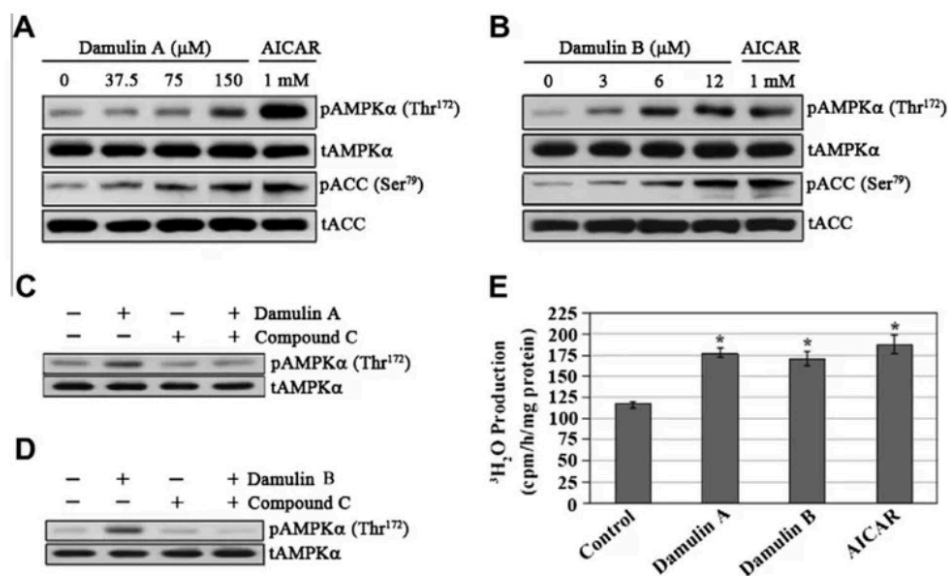 A
Damulin A (μM) AICAR
0 37.5 75 150 1 mM
pAMPKα (Thr¹⁷²)
tAMPKα
pACC (Ser⁷⁹)
tACC
B
Damulin B (μM) AICAR
0 3 6 12 1 mM
pAMPKα (Thr¹⁷²)
tAMPKα
pACC (Ser⁷⁹)
tACC
C
− + − + Damulin A
− − + + Compound C
pAMPKα (Thr¹⁷²)
tAMPKα
D
− + − + Damulin B
− − + + Compound C
pAMPKα (Thr¹⁷²)
tAMPKα
E
³H₂O Production
(cpm/h/mg protein)
225
200
175
150
125
100
75
50
25
0
* * *
Control Damulin A Damulin B AICAR